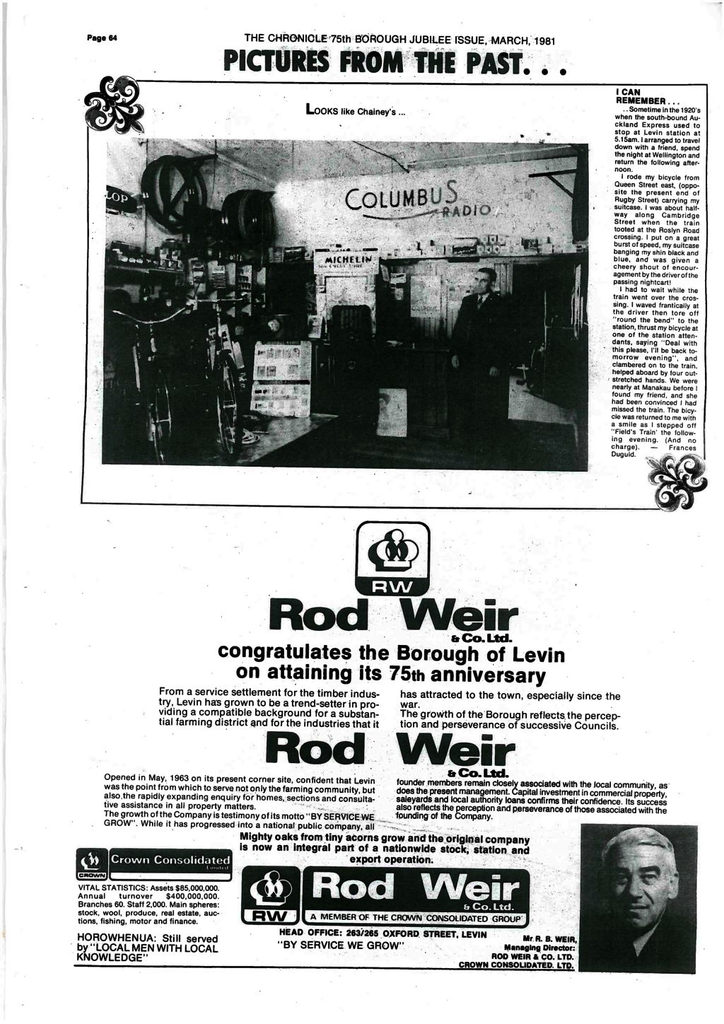 Page 64
THE CHRONICLE 75th BOROUGH JUBILEE ISSUE, MARCH, 1981
PICTURES FROM THE PAST. . .
LOOKS like Chainey's ...
LOP
COLUMBUS
RADIO
MICHELIN
I CAN
REMEMBER . . .
. . Sometime in the 1920's
when the south-bound Au-
ckland Express used to
stop at Levin station at
5.15am. I arranged to travel
down with a friend, spend
the night at Wellington and
return the following after-
noon.
I rode my bicycle from
Queen Street east, (oppo-
site the present end of
Rugby Street) carrying my
suitcase. I was about half-
way along Cambridge
Street when the train
tooted at the Roslyn Road
crossing. I put on a great
burst of speed, my suitcase
banging my shin black and
blue, and was given a
cheery shout of encour-
agement by the driver of the
passing nightcart!
I had to wait while the
train went over the cros-
sing. I waved frantically at
the driver then tore off
"round the bend" to the
station, thrust my bicycle at
one of the station atten-
dants, saying "Deal with
this please, I'll be back to-
morrow evening", and
clambered on to the train,
helped aboard by four out-
stretched hands. We were
nearly at Manakau before I
found my friend, and she
had been convinced I had
missed the train. The bicy-
cle was returned to me with
a smile as I stepped off
"Field's Train' the follow-
ing evening. (And no
charge). — Frances
Duguid.
RW
Rod Weir
& Co. Ltd.
congratulates the Borough of Levin
on attaining its 75th anniversary
From a service settlement for the timber indus-
try, Levin has grown to be a trend-setter in pro-
viding a compatible background for a substan-
tial farming district and for the industries that it
has attracted to the town, especially since the
war.
The growth of the Borough reflects the percep-
tion and perseverance of successive Councils.
Rod Weir
& Co. Ltd.
Opened in May, 1963 on its present corner site, confident that Levin
was the point from which to serve not only the farming community, but
also the rapidly expanding enquiry for homes, sections and consulta-
tive assistance in all property matters.
The growth of the Company is testimony of its motto "BY SERVICE WE
GROW". While it has progressed into a national public company, all
founder members remain closely associated with the local community, as
does the present management. Capital investment in commercial property,
saleyards and local authority loans confirms their confidence. Its success
also reflects the perception and perseverance of those associated with the
founding of the Company.
Mighty oaks from tiny acorns grow and the original company
is now an integral part of a nationwide stock, station and
export operation.
CROWN
Crown Consolidated
Limited
VITAL STATISTICS: Assets $85,000,000.
Annual turnover $400,000,000.
Branches 60. Staff 2,000. Main spheres:
stock, wool, produce, real estate, auc-
tions, fishing, motor and finance.
HOROWHENUA: Still served
by "LOCAL MEN WITH LOCAL
KNOWLEDGE"
RW
Rod Weir
& Co. Ltd.
A MEMBER OF THE CROWN CONSOLIDATED GROUP
HEAD OFFICE: 263/265 OXFORD STREET, LEVIN
"BY SERVICE WE GROW"
Mr R. B. WEIR,
Managing Director:
ROD WEIR & CO. LTD.
CROWN CONSOLIDATED. LTD.